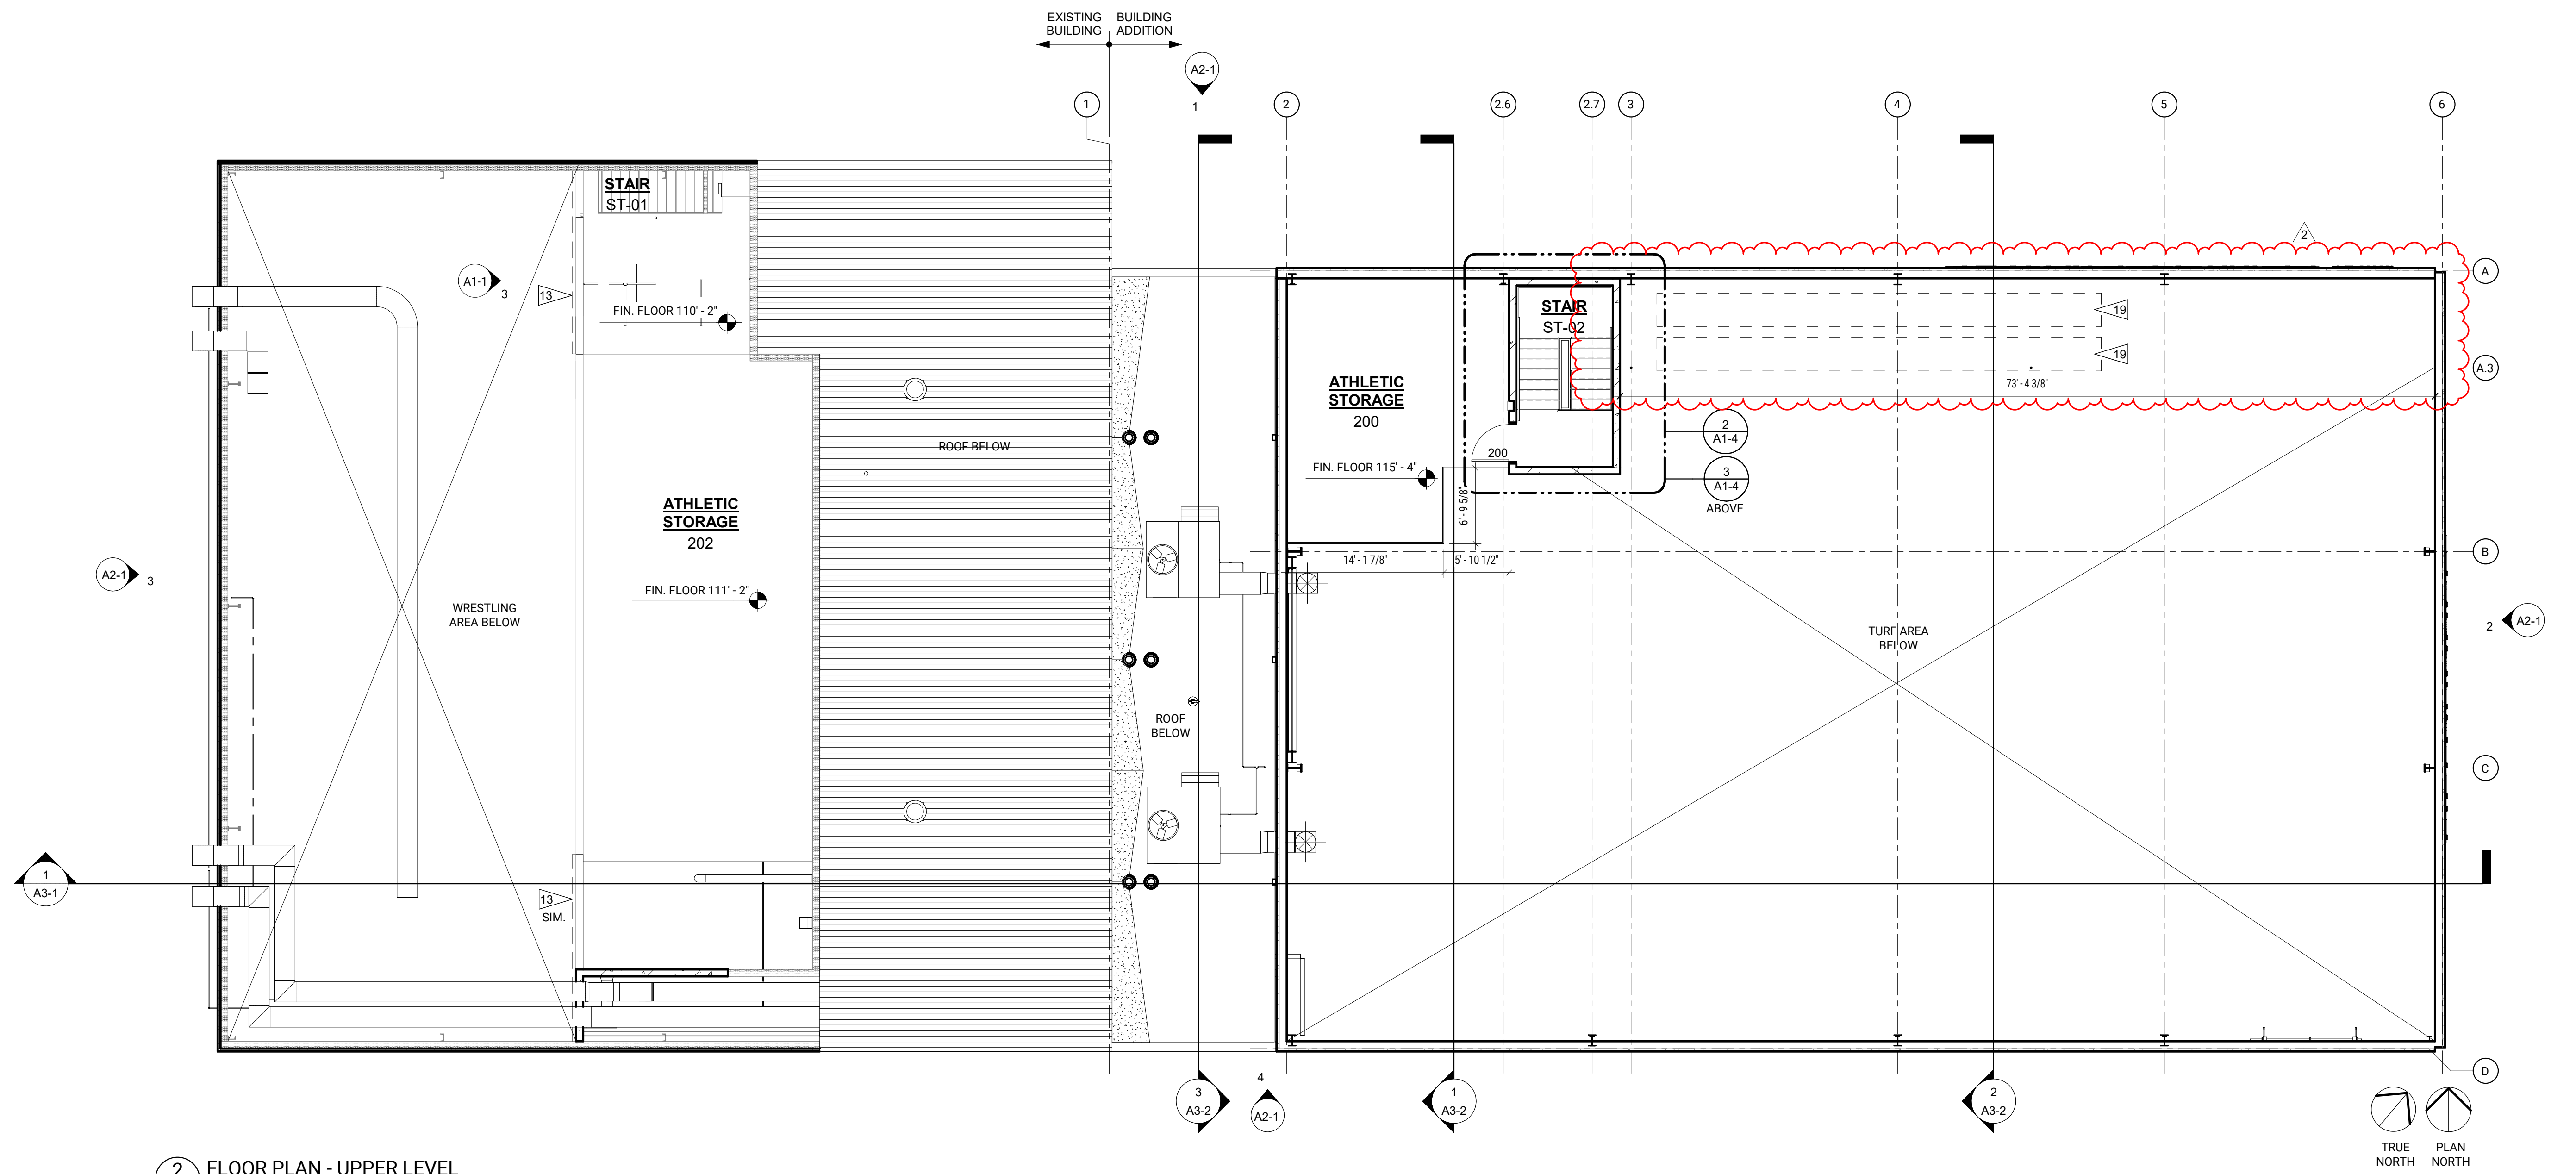 EXISTING BUILDING
BUILDING ADDITION
A2-1
1
1
2
2.6
2.7
3
4
5
6
STAIR
ST-01
2
A
A1-1
3
13
FIN. FLOOR 110' - 2"
STAIR
ST-02
19
19
A.3
73' - 4 3/8"
ATHLETIC
STORAGE
200
2
A1-4
ROOF BELOW
200
FIN. FLOOR 115' - 4"
3
A1-4
ABOVE
6' - 9 5/8"
ATHLETIC
STORAGE
202
B
14' - 1 7/8"
5' - 10 1/2"
A2-1
3
FIN. FLOOR 111' - 2"
WRESTLING
AREA BELOW
TURF AREA
BELOW
2
A2-1
ROOF
BELOW
C
1
A3-1
13
SIM.
D
3
A3-2
4
A2-1
1
A3-2
2
A3-2
TRUE
NORTH
PLAN
NORTH
2
FLOOR PLAN - UPPER LEVEL